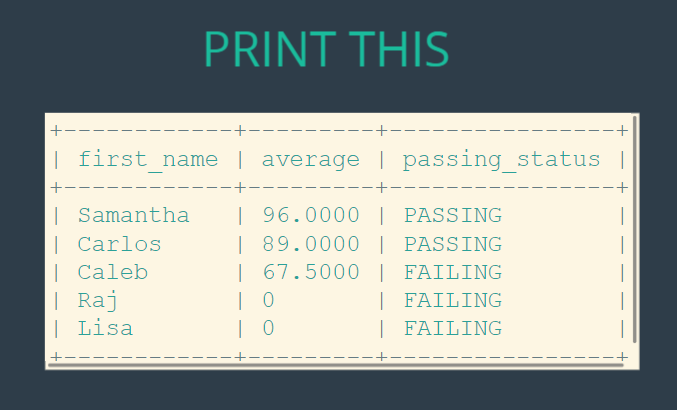 PRINT THIS
+------------+---------+----------------+
| first_name | average | passing_status |
+------------+---------+----------------+
| Samantha   | 96.0000 | PASSING        |
| Carlos     | 89.0000 | PASSING        |
| Caleb      | 67.5000 | FAILING        |
| Raj        | 0       | FAILING        |
| Lisa       | 0       | FAILING        |
+------------+---------+----------------+